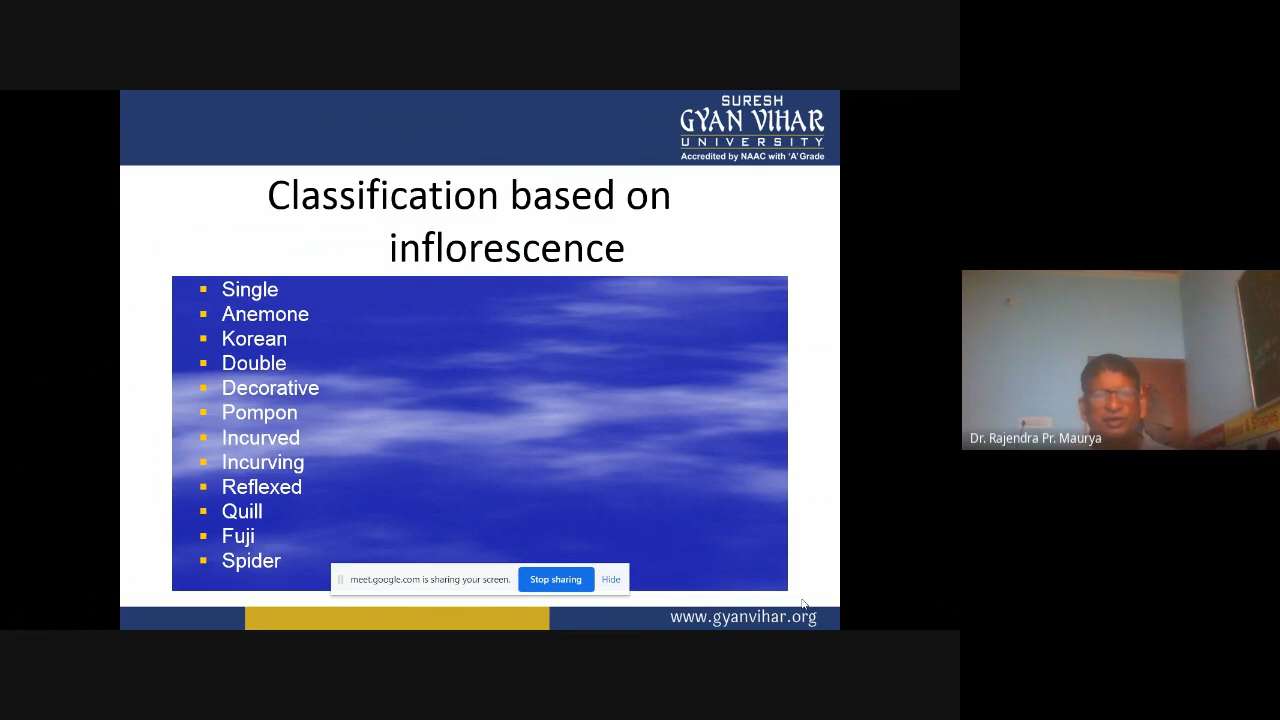 SURESH
GYAN VIHAR
UNIVERSITY
Accredited by NAAC with 'A' Grade
Classification based on
inflorescence
Single
Anemone
Korean
Double
Decorative
Pompon
Incurved
Incurving
Reflexed
Quill
Fuji
Spider
meet.google.com is sharing your screen.
Stop sharing
Hide
www.gyanvihar.org
Dr. Rajendra Pr. Maurya